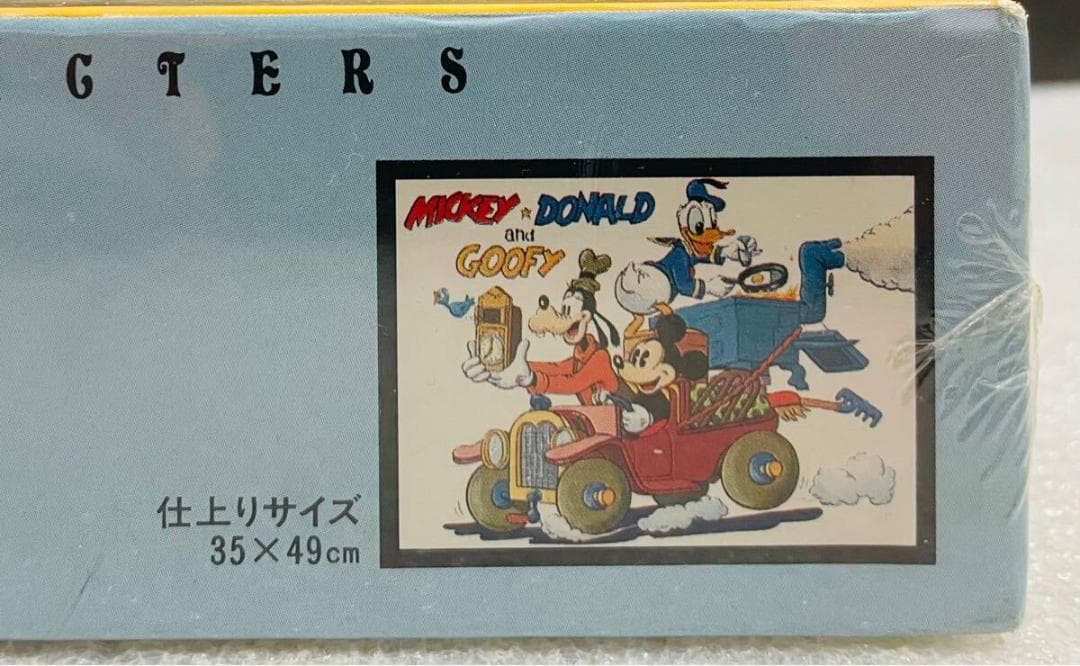 CTERS
MICKEY ☆ DONALD
and
GOOFY
仕上りサイズ
35×49cm